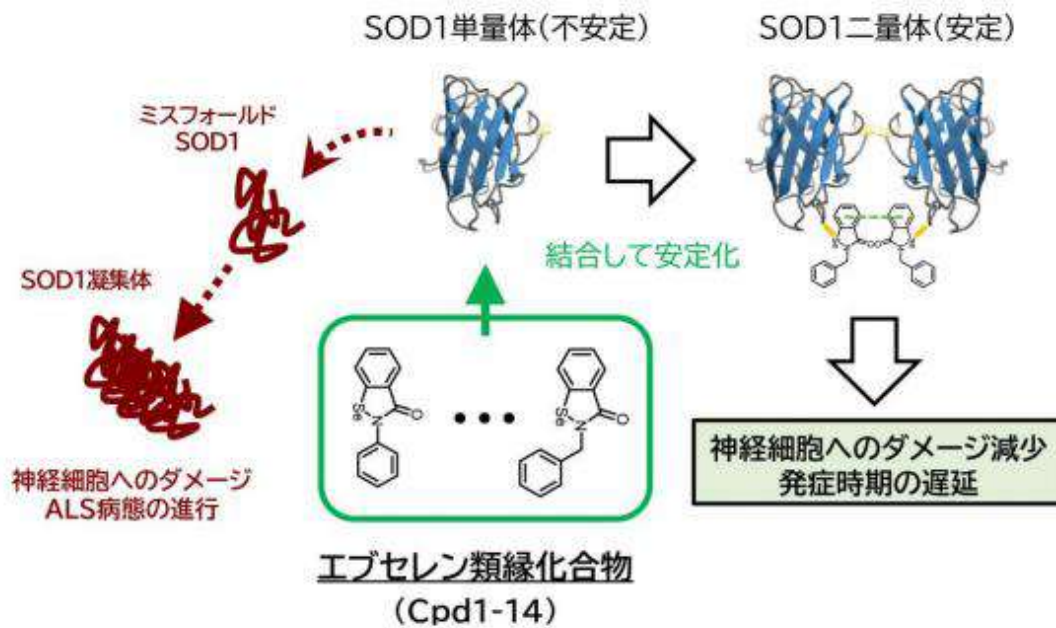 SOD1単量体(不安定)
SOD1二量体(安定)
ミスフォールド
SOD1
SOD1凝集体
結合して安定化
神経細胞へのダメージ
ALS病態の進行
Se
N
O
Se
N
O
神経細胞へのダメージ減少
発症時期の遅延
エブセレン類縁化合物
(Cpd1-14)